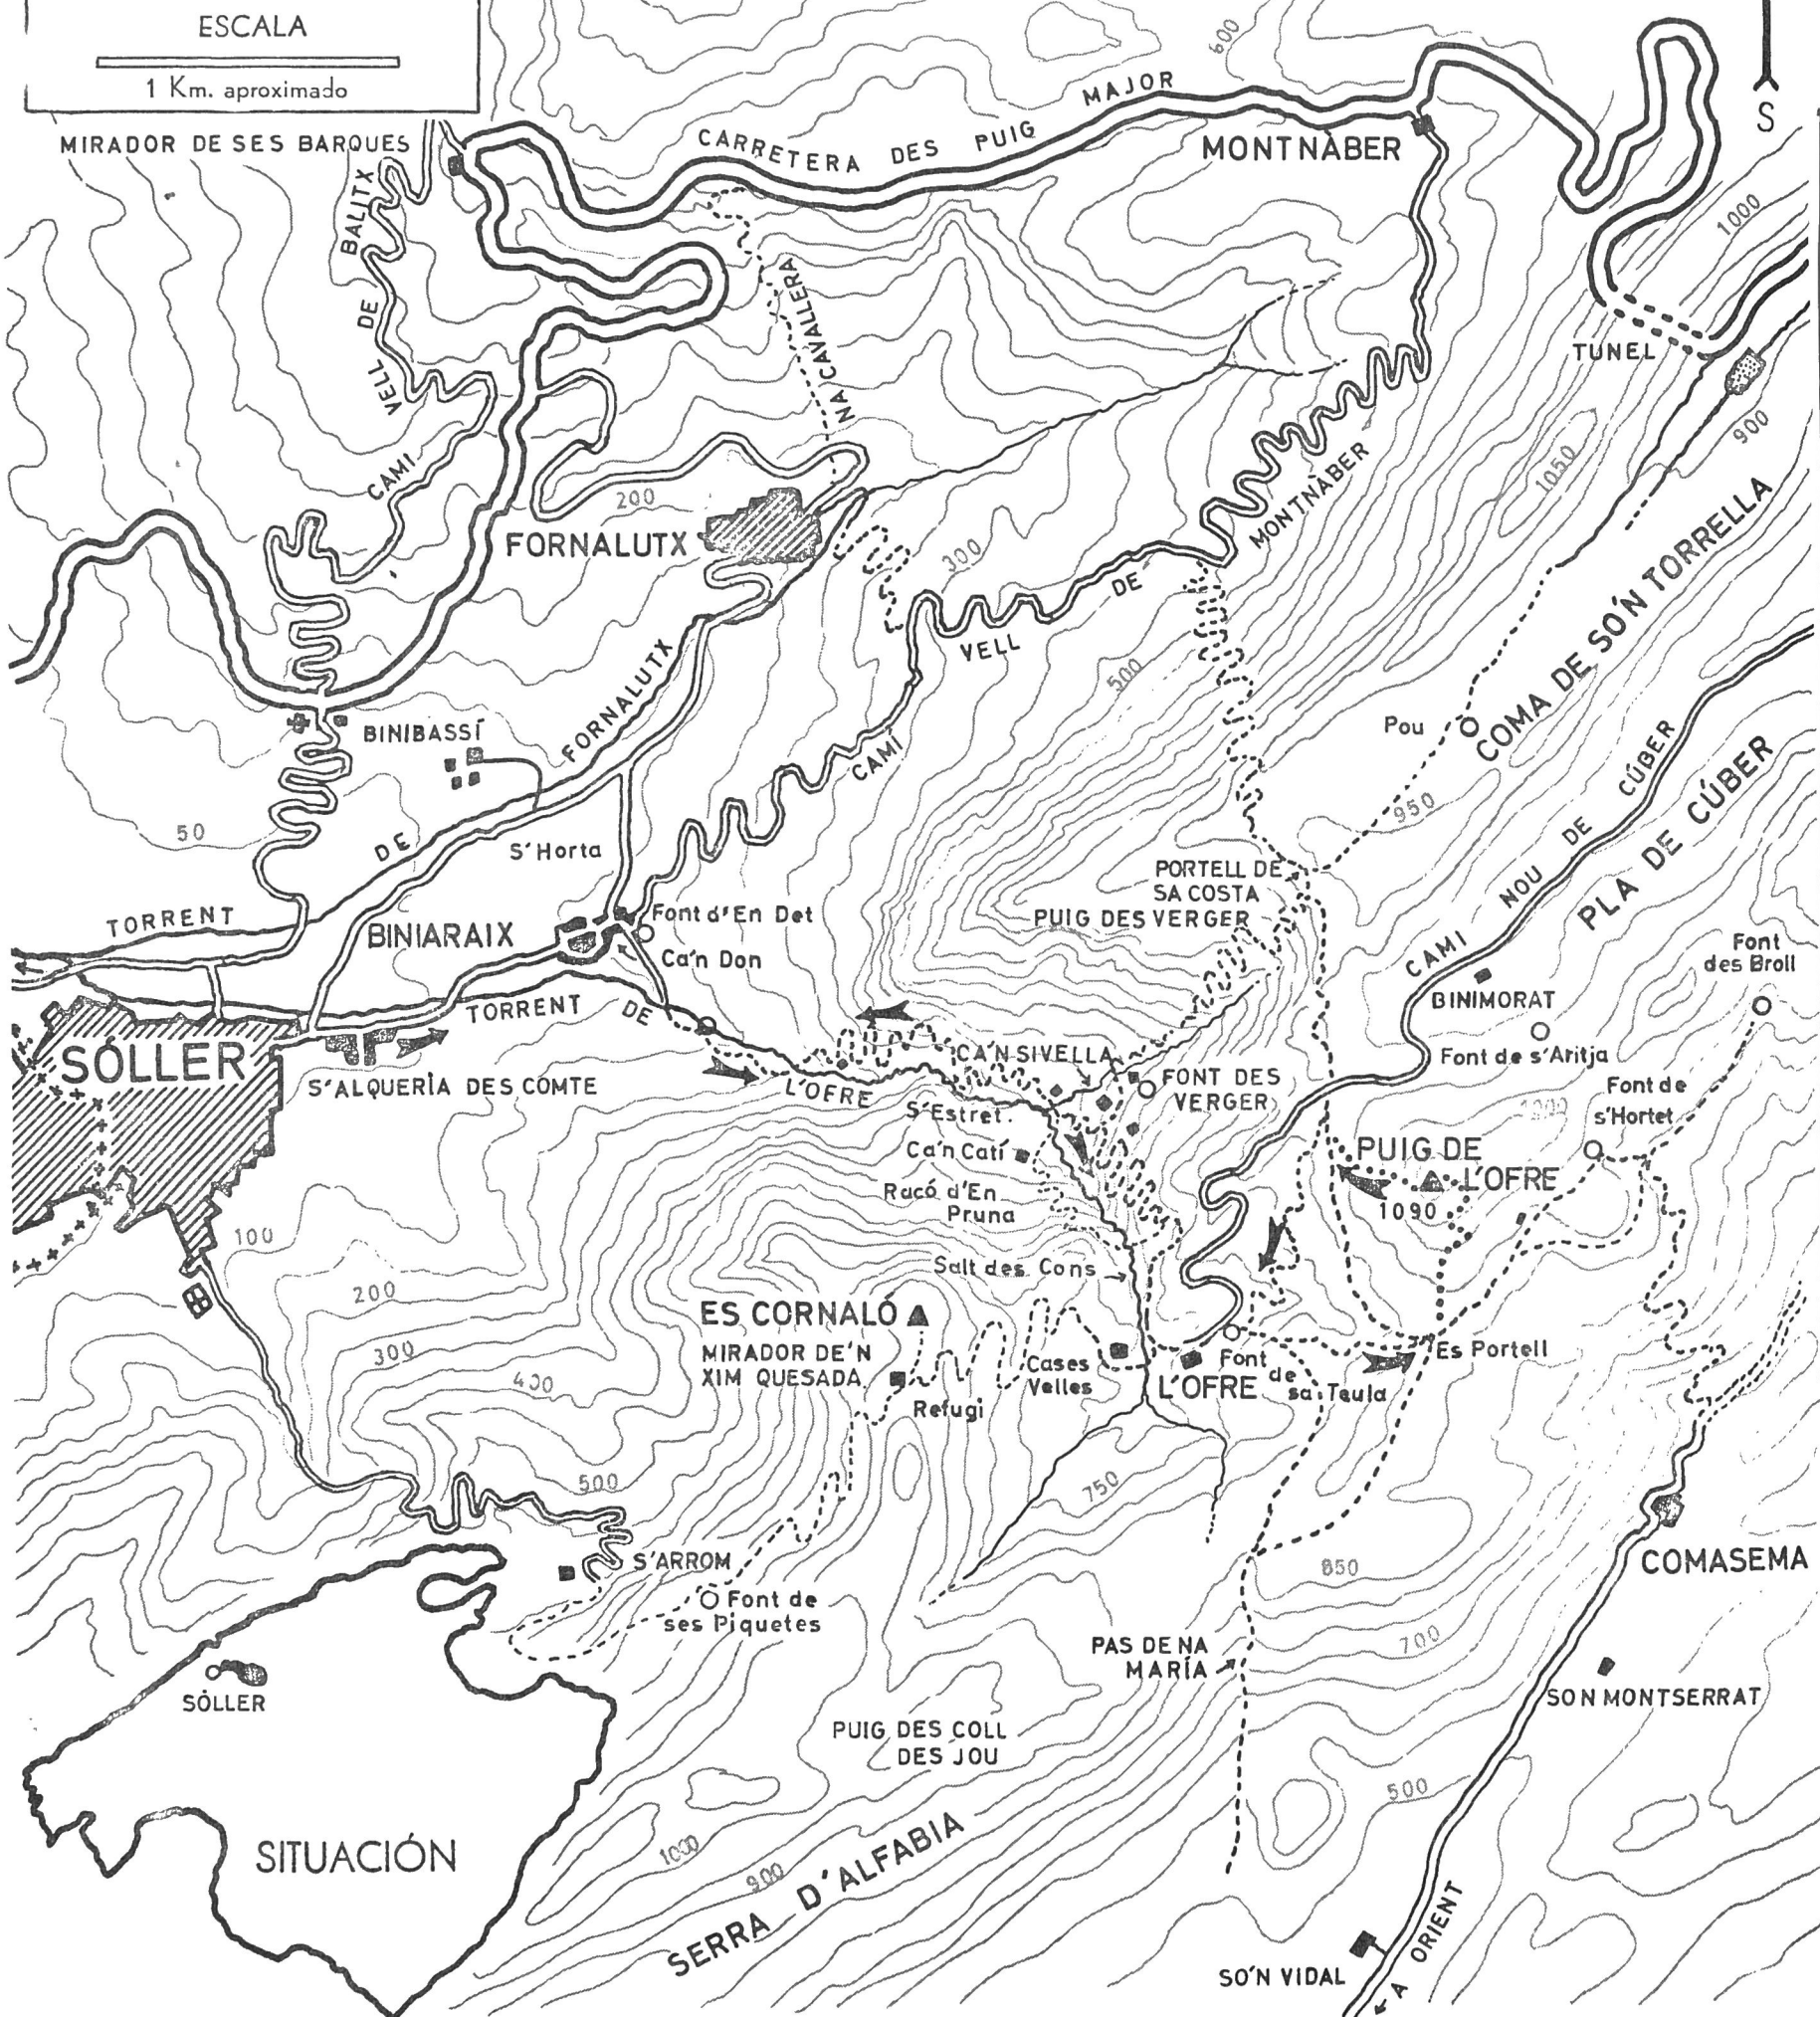 ESCALA
1 Km. aproximado
S
600
MIRADOR DE SES BARQUES
CARRETERA DES PUIG MAJOR
MONTNÀBER
CAMI VELL DE BALITX
NA CAVALLERA
1000
TUNEL
900
1050
200
FORNALUTX
300
CAMÍ VELL DE MONTNÀBER
500
COMA DE SO'N TORRELLA
Pou
950
BINIBASSÍ
50
TORRENT DE FORNALUTX
S'Horta
CAMI NOU DE CÚBER
PLA DE CÚBER
PORTELL DE
SA COSTA
PUIG DES VERGER
BINIARAIX
Font d'En Det
Ca'n Don
Font
des Broll
BINIMORAT
Font de s'Aritja
TORRENT DE L'OFRE
SÓLLER
S'ALQUERÌA DES COMTE
CA'N SIVELLA
FONT DES
VERGER
S'Estret
Font de
s'Hortet
1000
Ca'n Catí
PUIG DE
L'OFRE
1090
Racó d'En
Pruna
100
Salt des Cons
200
ES CORNALÓ
MIRADOR DE'N
XIM QUESADA
300
400
Refugi
Cases
Velles
L'OFRE
Font
de
sa Teula
Es Portell
500
750
S'ARROM
Font de
ses Piquetes
850
COMASEMA
PAS DE NA
MARÍA
700
SON MONTSERRAT
SÓLLER
PUIG DES COLL
DES JOU
500
SITUACIÓN
1000
900
SERRA D'ALFABIA
SO'N VIDAL
A ORIENT